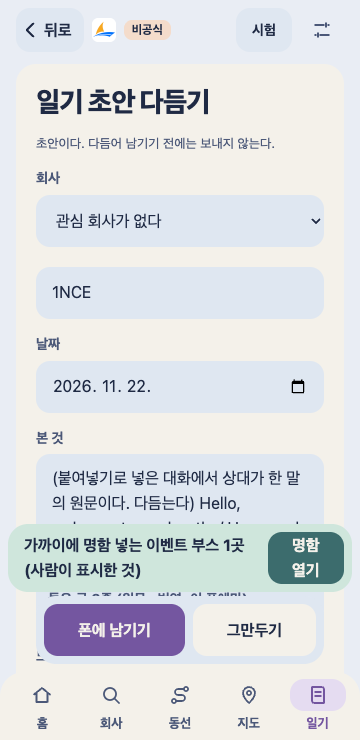 뒤로
비공식
시험
일기 초안 다듬기
초안이다. 다듬어 남기기 전에는 보내지 않는다.
회사
관심 회사가 없다
1NCE
날짜
2026. 11. 22.
본 것
(붙여넣기로 넣은 대화에서 상대가 한 말
의 원문이다. 다듬는다) Hello,
가까이에 명함 넣는 이벤트 부스 1곳
(사람이 표시한 것)
명함
열기
폰에 남기기
그만두기
홈
회사
동선
지도
일기